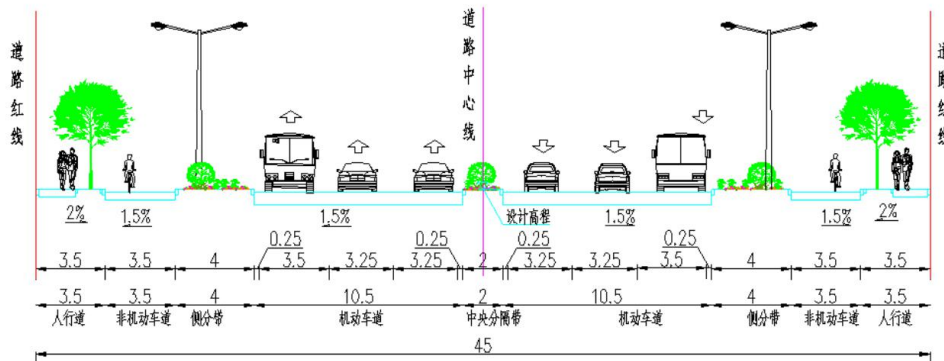 道路红线
道路中心线
道路红线
设计高程
2% 1.5% 1.5% 1.5% 1.5% 2%
0.25 0.25 0.25 0.25
3.5 3.5 4 3.5 3.25 3.25 2 3.25 3.25 3.5 4 3.5 3.5
3.5 3.5 4 10.5 2 10.5 4 3.5 3.5
人行道 非机动车道 侧分带 机动车道 中央分隔带 机动车道 侧分带 非机动车道 人行道
45